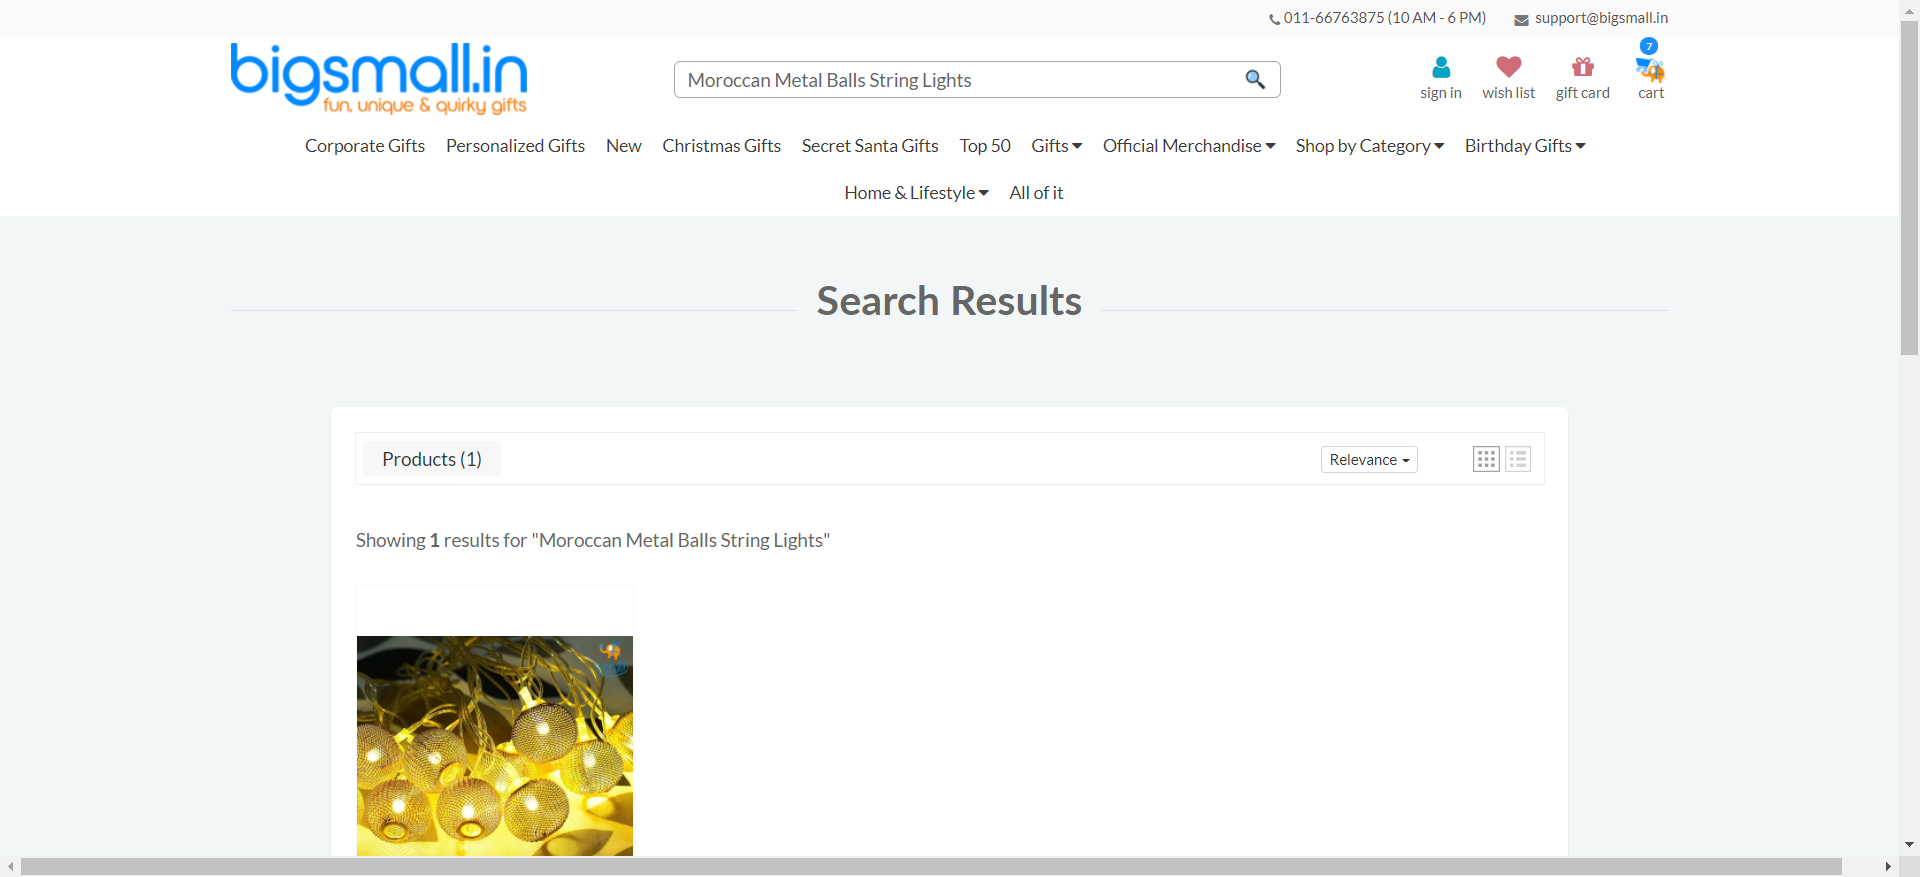 011-66763875 (10 AM - 6 PM) support@bigsmall.in
bigsmall.in
fun, unique & quirky gifts
Moroccan Metal Balls String Lights
7
sign in wish list gift card cart
Corporate Gifts Personalized Gifts New Christmas Gifts Secret Santa Gifts Top 50 Gifts Official Merchandise Shop by Category Birthday Gifts
Home & Lifestyle All of it
Search Results
Products (1) Relevance
Showing 1 results for "Moroccan Metal Balls String Lights"